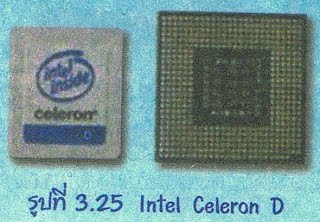 intel
inside
celeron
D
รูปที่ 3.25 Intel Celeron D